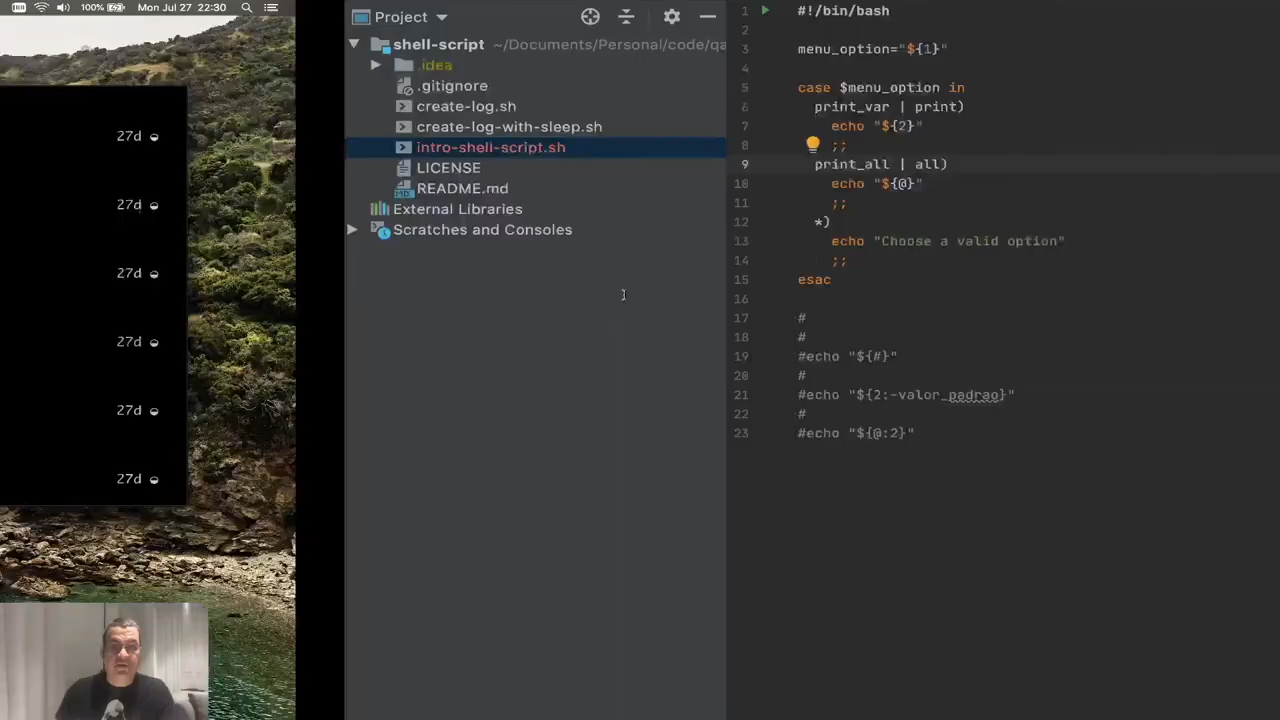 100%
Mon Jul 27 22:30
27d
27d
27d
27d
27d
27d
Project
shell-script ~/Documents/Personal/code/qa
.idea
.gitignore
create-log.sh
create-log-with-sleep.sh
intro-shell-script.sh
LICENSE
README.md
External Libraries
Scratches and Consoles
1 #!/bin/bash
2
3 menu_option="${1}"
4
5 case $menu_option in
6 print_var | print)
7 echo "${2}"
8 ;;
9 print_all | all)
10 echo "${@}"
11 ;;
12 *)
13 echo "Choose a valid option"
14 ;;
15 esac
16
17 #
18 #
19 #echo "${#}"
20 #
21 #echo "${2:-valor_padrao}"
22 #
23 #echo "${@:2}"